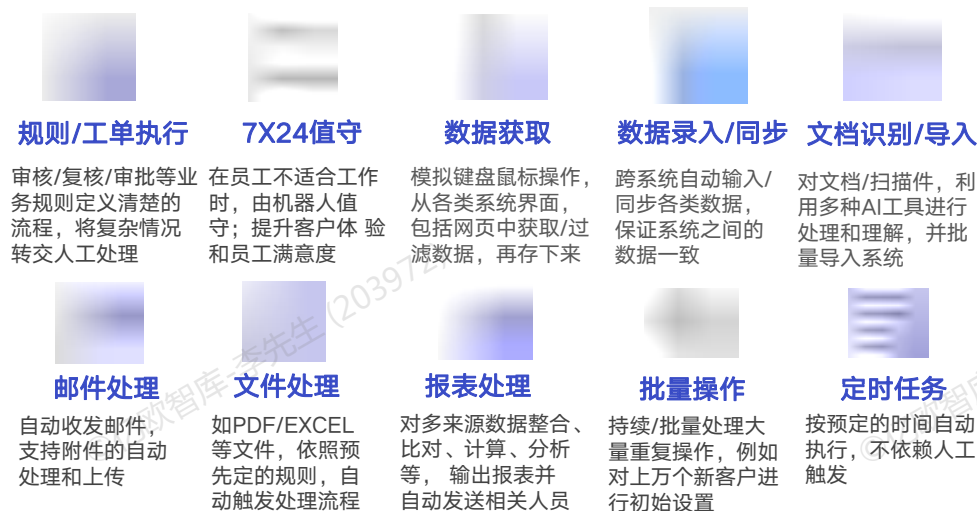 规则/工单执行
审核/复核/审批等业
务规则定义清楚的
流程，将复杂情况
转交人工处理
7X24值守
在员工不适合工作
时，由机器人值
守；提升客户体 验
和员工满意度
数据获取
模拟键盘鼠标操作，
从各类系统界面，
包括网页中获取/过
滤数据，再存下来
数据录入/同步
跨系统自动输入/
同步各类数据，
保证系统之间的
数据一致
文档识别/导入
对文档/扫描件，利
用多种AI工具进行
处理和理解，并批
量导入系统
邮件处理
自动收发邮件，
支持附件的自动
处理和上传
文件处理
如PDF/EXCEL
等文件，依照预
先定的规则，自
动触发处理流程
报表处理
对多来源数据整合、
比对、计算、分析
等， 输出报表并
自动发送相关人员
批量操作
持续/批量处理大
量重复操作，例如
对上万个新客户进
行初始设置
定时任务
按预定的时间自动
执行，不依赖人工
触发